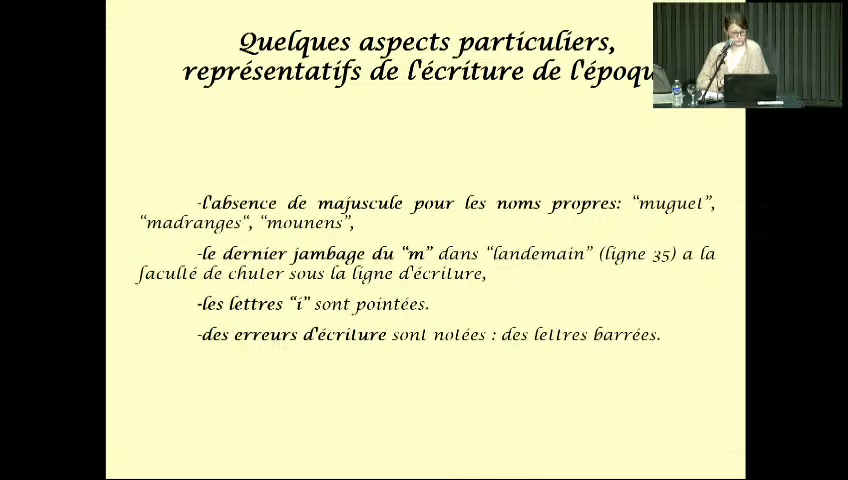 Quelques aspects particuliers,
représentatifs de l'écriture de l'époqu
-l'absence de majuscule pour les noms propres: “muguet”,
“madranges“, “mounens”,
-le dernier jambage du “m” dans “landemain” (ligne 35) a la
faculté de chuter sous la ligne d'écriture,
-les lettres “i” sont pointées.
-des erreurs d'écriture sont notées : des lettres barrées.